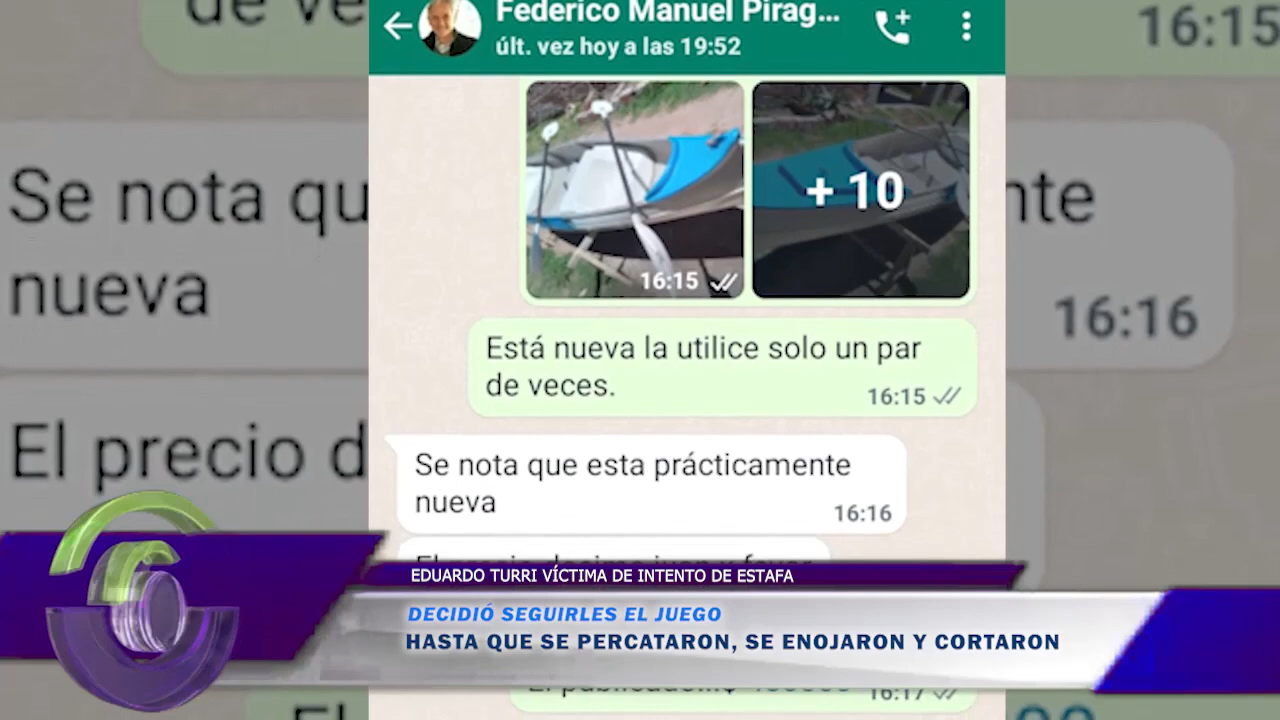 Federico Manuel Pirag...
últ. vez hoy a las 19:52
+ 10
16:15
Está nueva la utilice solo un par
de veces.
16:15
Se nota que esta prácticamente
nueva
16:16
EDUARDO TURRI VÍCTIMA DE INTENTO DE ESTAFA
DECIDIÓ SEGUIRLES EL JUEGO
HASTA QUE SE PERCATARON, SE ENOJARON Y CORTARON
16:17
de ve
16:15
Se nota qu
nte
nueva
16:16
El precio d